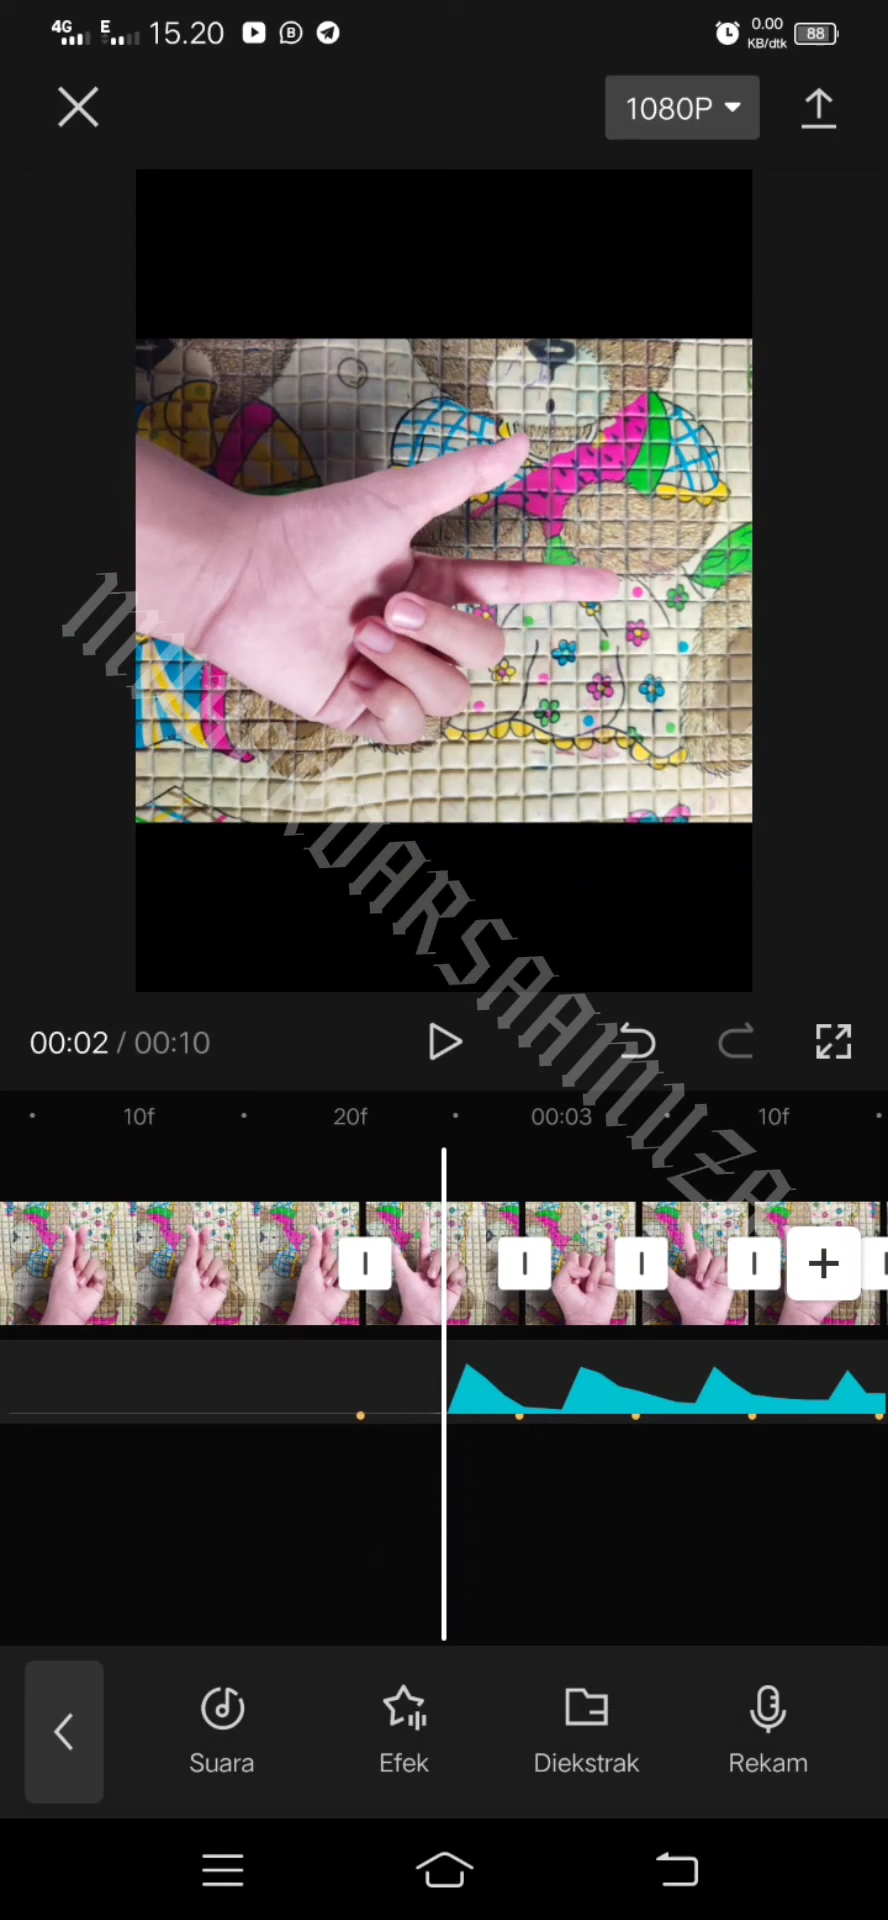 4G E 15.20 B 0.00 KB/dtk 88
1080P
00:02 / 00:10
10f 20f 00:03 10f
Suara Efek Diekstrak Rekam